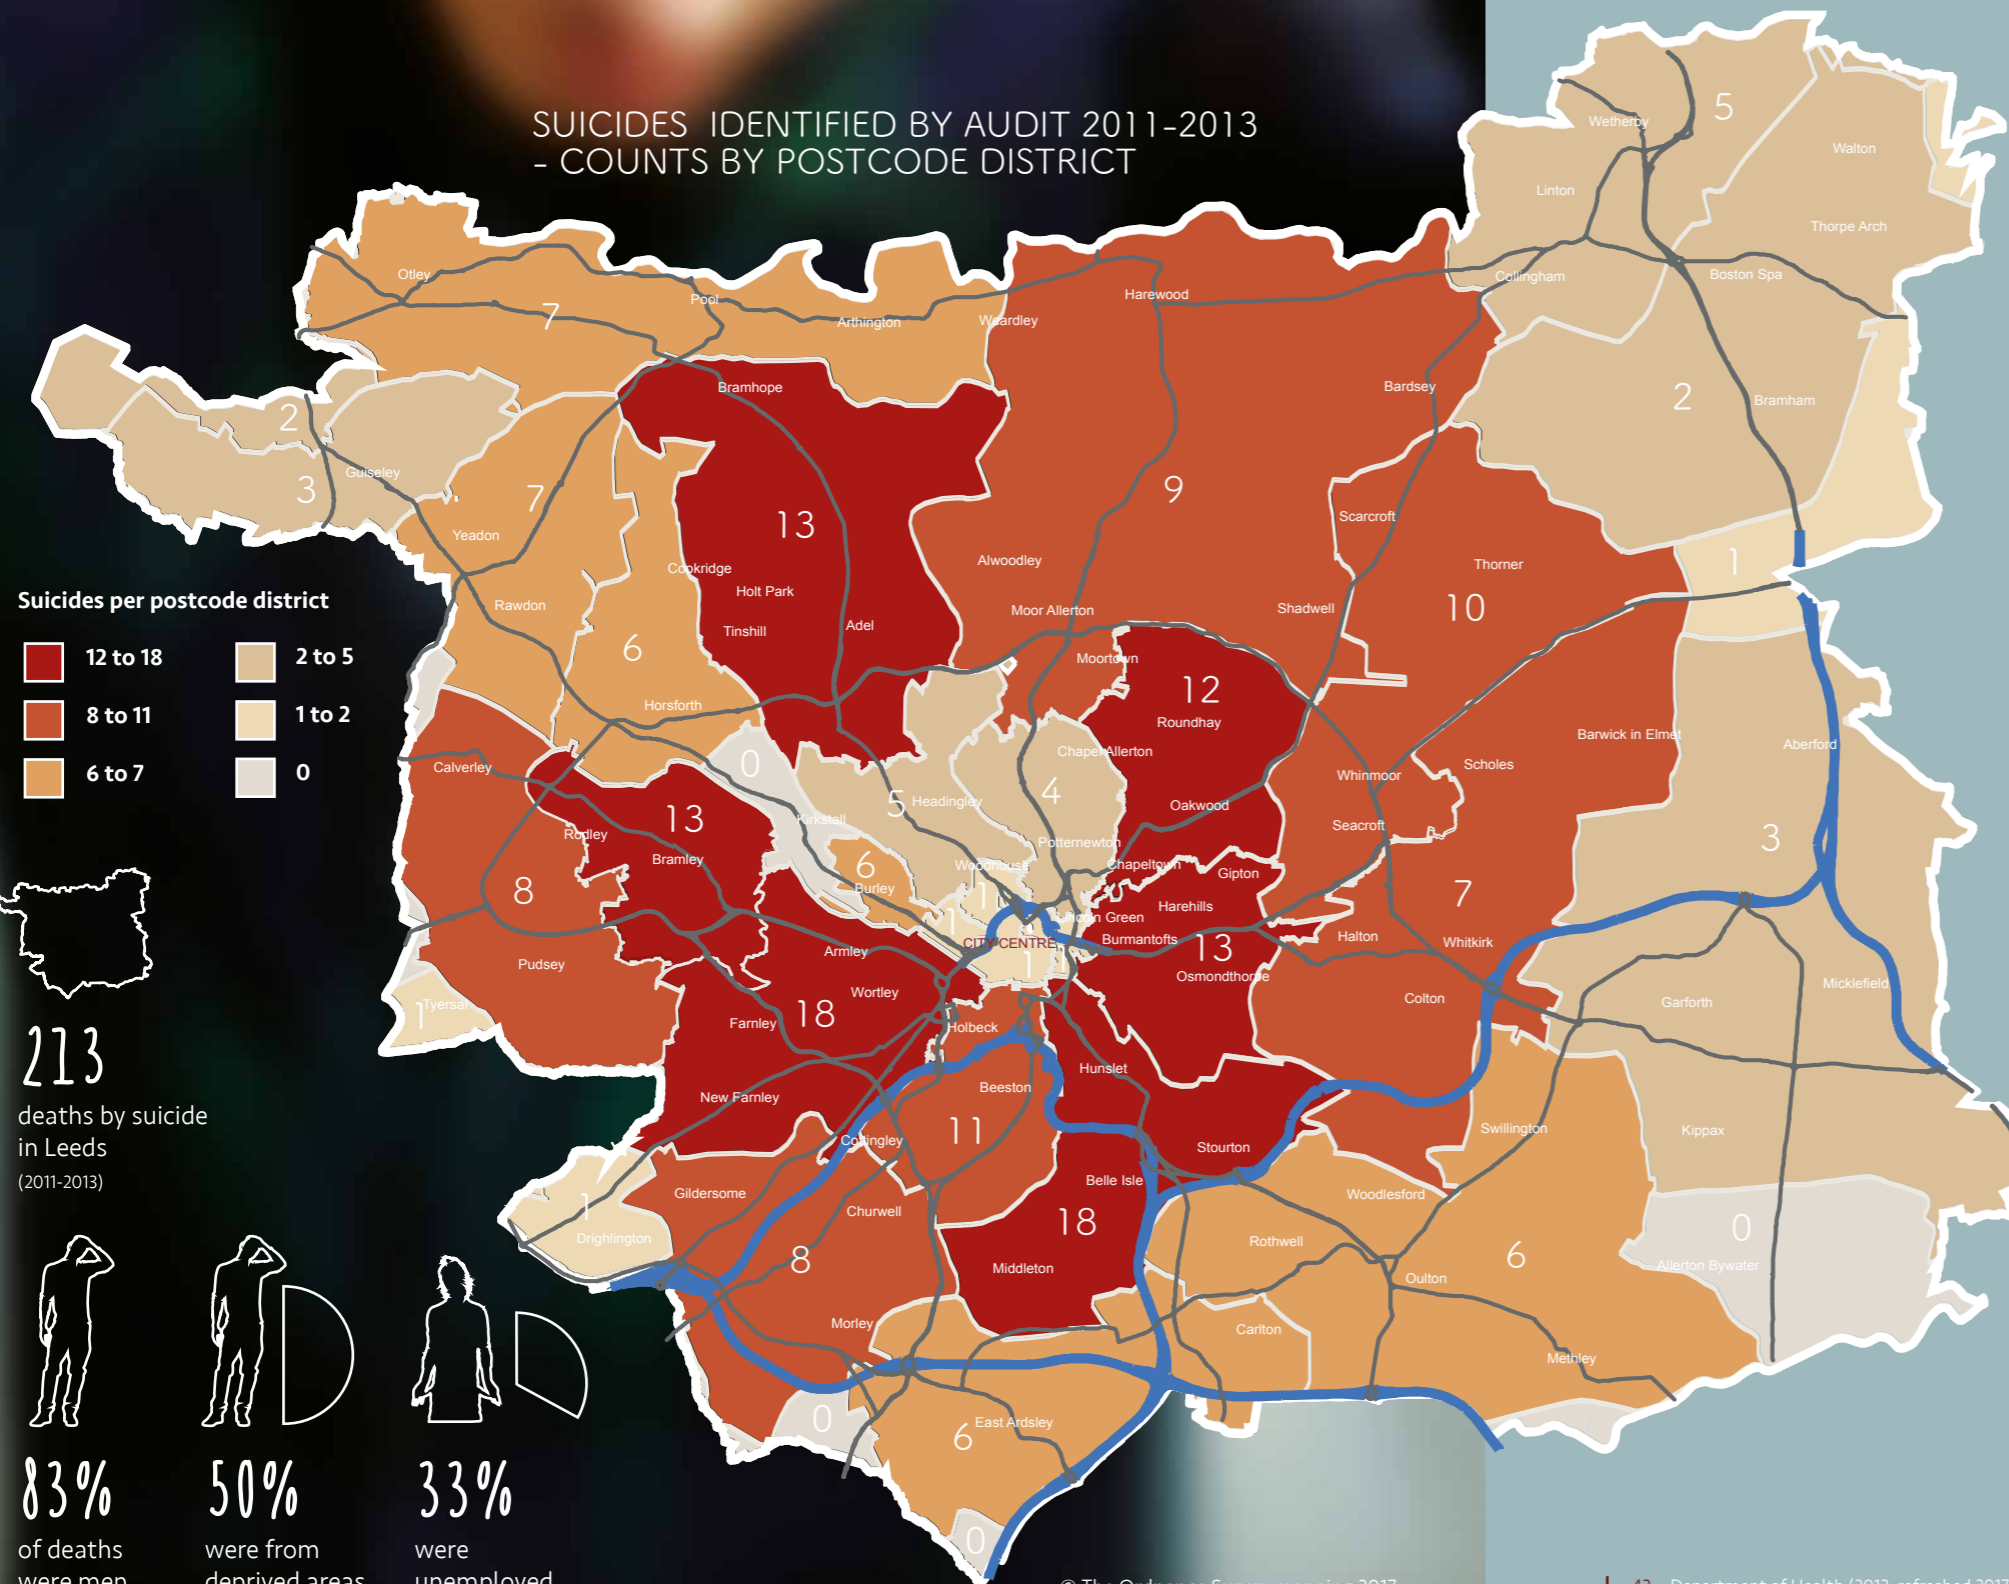 SUICIDES IDENTIFIED BY AUDIT 2011-2013
- COUNTS BY POSTCODE DISTRICT
5
Wetherby
Walton
Linton
Thorpe Arch
Collingham
Boston Spa
Otley
Pool
7
Arthington
Weardley
Harewood
Bardsey
Bramhope
2
Bramham
2
3
Guiseley
7
Yeadon
13
9
Scarcroft
Cookridge
Alwoodley
Thorner
1
Holt Park
Rawdon
Tinshill
Adel
Moor Allerton
Shadwell
10
6
Moortown
12
Horsforth
Roundhay
Barwick in Elmet
Aberford
Chapel Allerton
Calverley
0
Whinmoor
Scholes
5
Headingley
4
Oakwood
13
Kirkstall
Seacroft
Rodley
Potternewton
3
Bramley
6
Woodhouse
Chapeltown
Gipton
8
Burley
1
7
Harehills
1
Lincoln Green
Halton
CITY CENTRE
Burmantofts
13
Whitkirk
Armley
1
Osmondthorpe
Pudsey
Micklefield
Wortley
Colton
Garforth
1
Tyersal
18
Farnley
Holbeck
Hunslet
Beeston
New Farnley
11
Cottingley
Swillington
Kippax
Stourton
Belle Isle
Gildersome
Woodlesford
1
Churwell
18
0
Drighlington
8
Rothwell
6
Middleton
Oulton
Allerton Bywater
Morley
Carlton
Methley
0
6
East Ardsley
0
Suicides per postcode district
12 to 18
2 to 5
8 to 11
1 to 2
6 to 7
0
213
deaths by suicide
in Leeds
(2011-2013)
83%
of deaths
were men
50%
were from
deprived areas
33%
were
unemployed